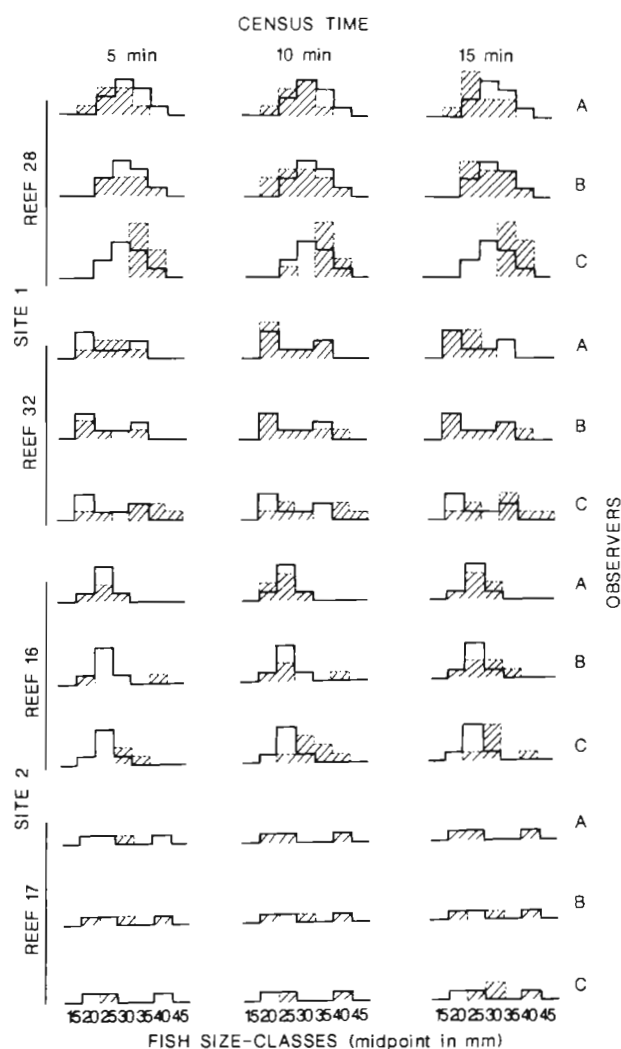 CENSUS TIME
5 min 10 min 15 min
SITE 1
REEF 28
A
B
C
REEF 32
A
B
C
SITE 2
REEF 16
A
B
C
REEF 17
A
B
C
OBSERVERS
15 20 25 30 35 40 45 15 20 25 30 35 40 45 15 20 25 30 35 40 45
FISH SIZE-CLASSES (midpoint in mm)